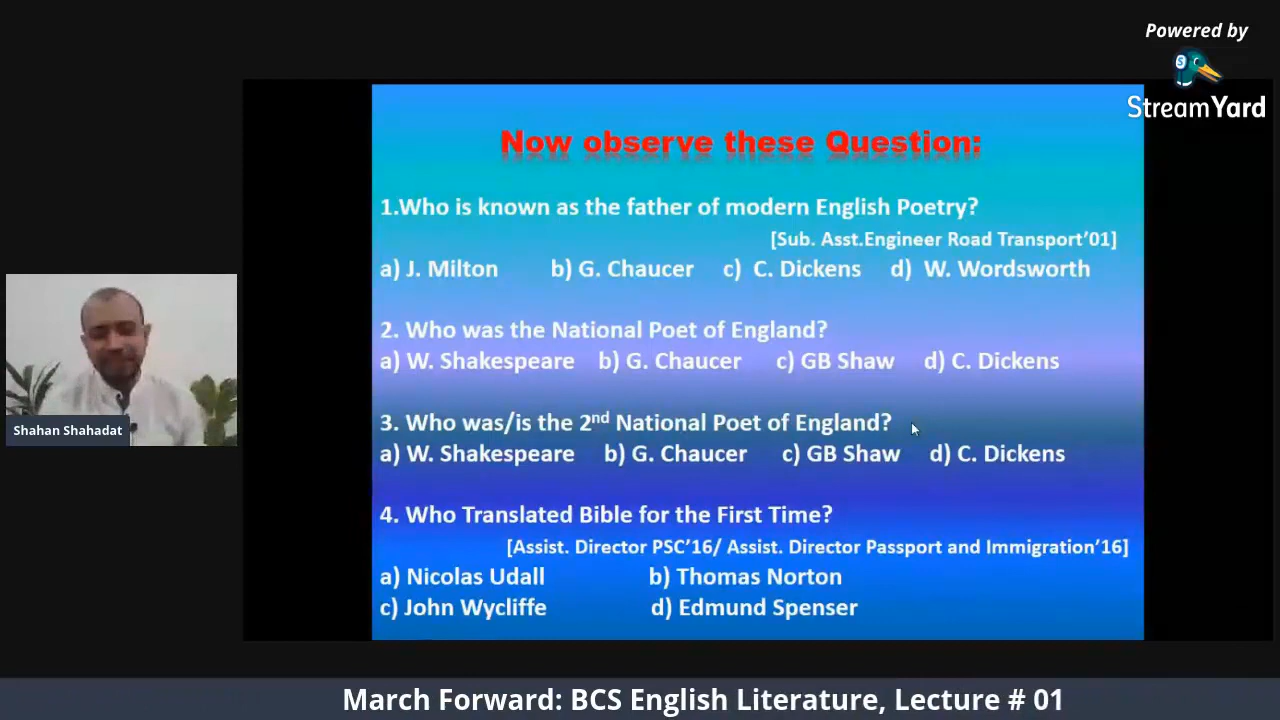 Powered by
StreamYard
Now observe these Question:
1.Who is known as the father of modern English Poetry?
[Sub. Asst.Engineer Road Transport'01]
a) J. Milton b) G. Chaucer c) C. Dickens d) W. Wordsworth
2. Who was the National Poet of England?
a) W. Shakespeare b) G. Chaucer c) GB Shaw d) C. Dickens
3. Who was/is the 2nd National Poet of England?
a) W. Shakespeare b) G. Chaucer c) GB Shaw d) C. Dickens
4. Who Translated Bible for the First Time?
[Assist. Director PSC'16/ Assist. Director Passport and Immigration'16]
a) Nicolas Udall b) Thomas Norton
c) John Wycliffe d) Edmund Spenser
Shahan Shahadat
March Forward: BCS English Literature, Lecture # 01